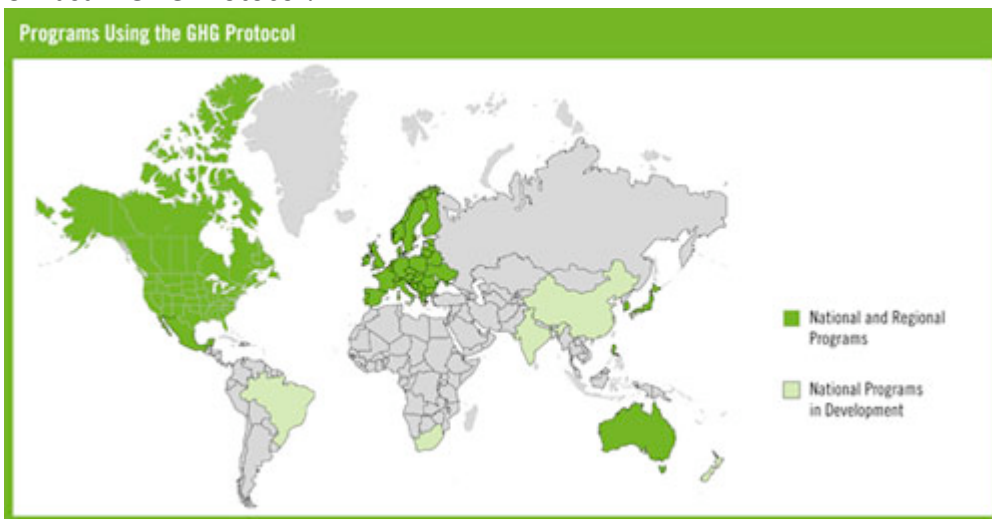 Programs Using the GHG Protocol
National and Regional
Programs
National Programs
in Development